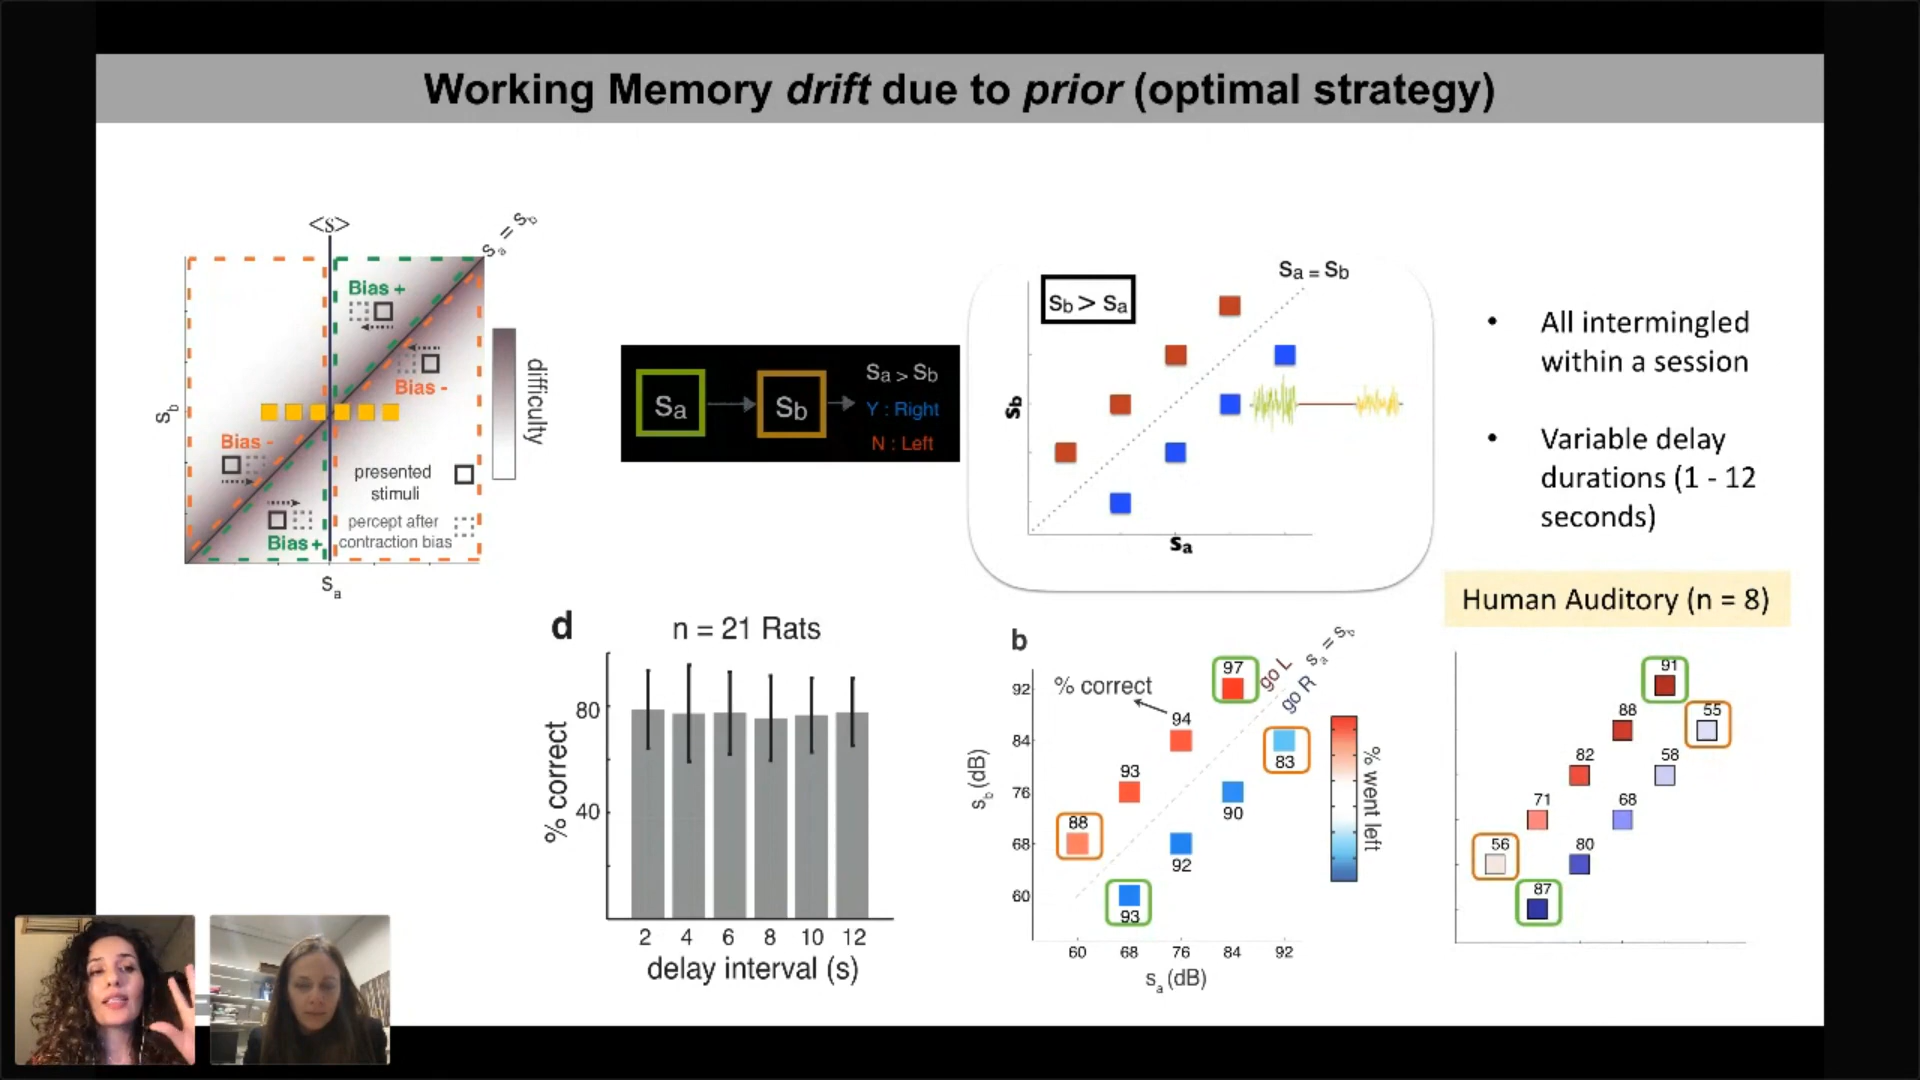 Working Memory drift due to prior (optimal strategy)
<s>
sa = sb
Bias +
Bias -
Bias -
Bias +
presented
stimuli
percept after
contraction bias
sb
sa
difficulty
Sa
Sb
Sa > Sb
Y : Right
N : Left
Sb > Sa
Sa = Sb
Sb
Sa
• All intermingled
within a session
• Variable delay
durations (1 - 12
seconds)
Human Auditory (n = 8)
d
n = 21 Rats
% correct
80
40
2 4 6 8 10 12
delay interval (s)
b
% correct
go L
go R
sa = sb
97
94
93
88
83
90
92
93
sb (dB)
92
84
76
68
60
60 68 76 84 92
sa (dB)
% went left
91
88
55
82
58
71
68
56
80
87